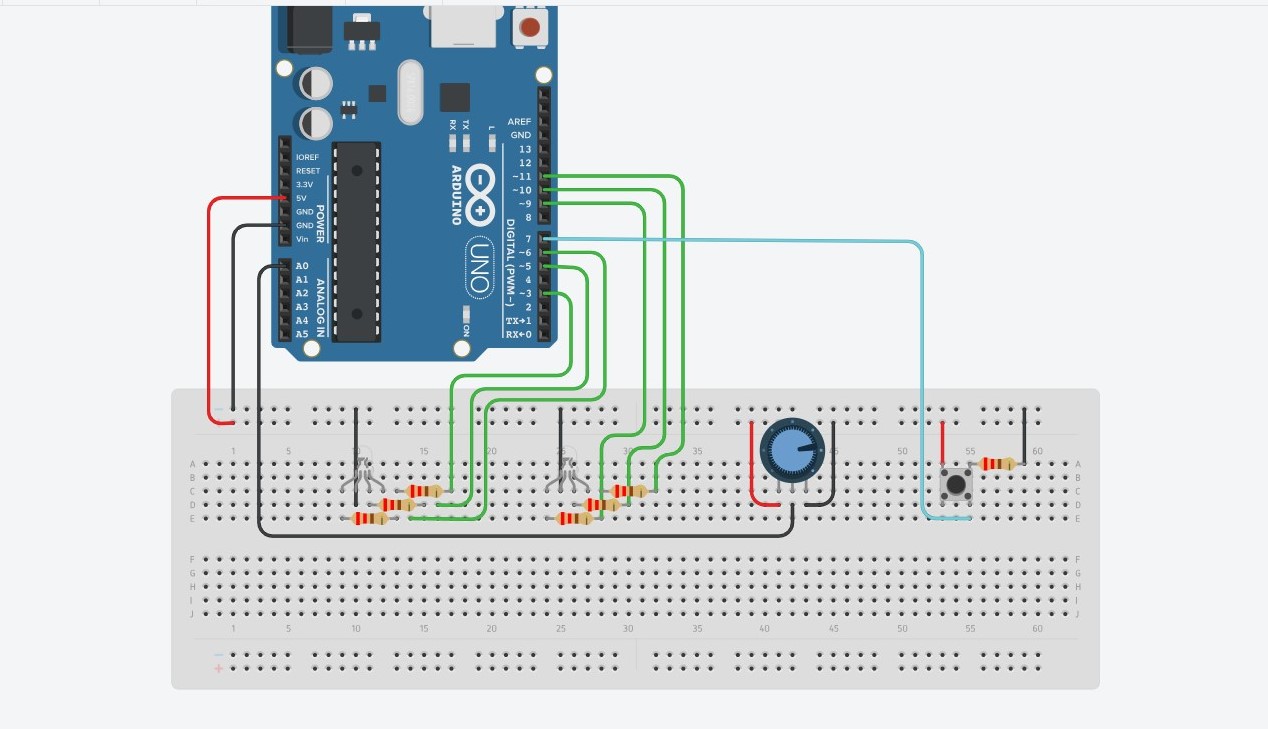 AREF
GND
RX
TX
L
13
12
IOREF
RESET
3.3V
5V
GND
GND
Vin
POWER
ARDUINO
~11
~10
~9
8
DIGITAL (PWM~)
7
~6
~5
4
~3
2
TX→1
RX←0
UNO
ON
A0
A1
A2
A3
A4
A5
ANALOG IN
1 5 10 15 20 25 30 35 40 45 50 55 60
A A
B B
C C
D D
E E
F F
G G
H H
I I
J J
1 5 10 15 20 25 30 35 40 45 50 55 60